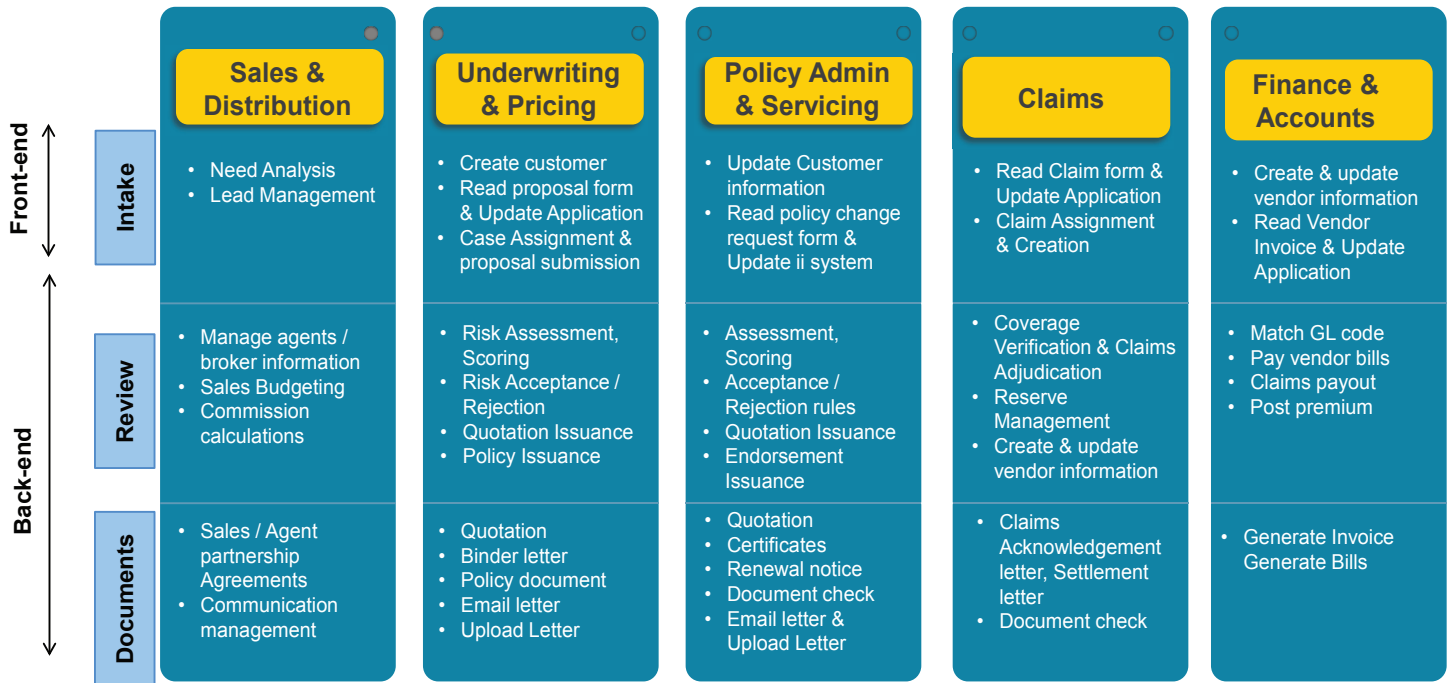 Sales &
Distribution
Underwriting
& Pricing
Policy Admin
& Servicing
Claims
Finance &
Accounts
Front-end
Intake
• Need Analysis
• Lead Management
• Create customer
• Read proposal form
& Update Application
• Case Assignment &
proposal submission
• Update Customer
information
• Read policy change
request form &
Update ii system
• Read Claim form &
Update Application
• Claim Assignment
& Creation
• Create & update
vendor information
• Read Vendor
Invoice & Update
Application
Back-end
Review
• Manage agents /
broker information
• Sales Budgeting
• Commission
calculations
• Risk Assessment,
Scoring
• Risk Acceptance /
Rejection
• Quotation Issuance
• Policy Issuance
• Assessment,
Scoring
• Acceptance /
Rejection rules
• Quotation Issuance
• Endorsement
Issuance
• Coverage
Verification & Claims
Adjudication
• Reserve
Management
• Create & update
vendor information
• Match GL code
• Pay vendor bills
• Claims payout
• Post premium
Documents
• Sales / Agent
partnership
Agreements
• Communication
management
• Quotation
• Binder letter
• Policy document
• Email letter
• Upload Letter
• Quotation
• Certificates
• Renewal notice
• Document check
• Email letter &
Upload Letter
• Claims
Acknowledgement
letter, Settlement
letter
• Document check
• Generate Invoice
Generate Bills